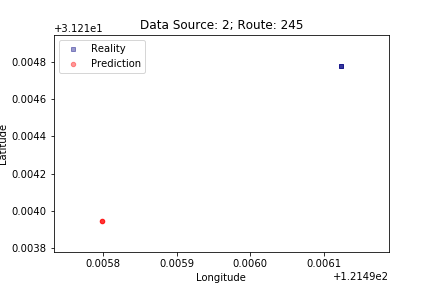 Data Source: 2; Route: 245
+3.121e1
Reality
Prediction
0.0048
0.0046
0.0044
0.0042
0.0040
0.0038
Latitude
0.0058 0.0059 0.0060 0.0061
Longitude
+1.2149e2